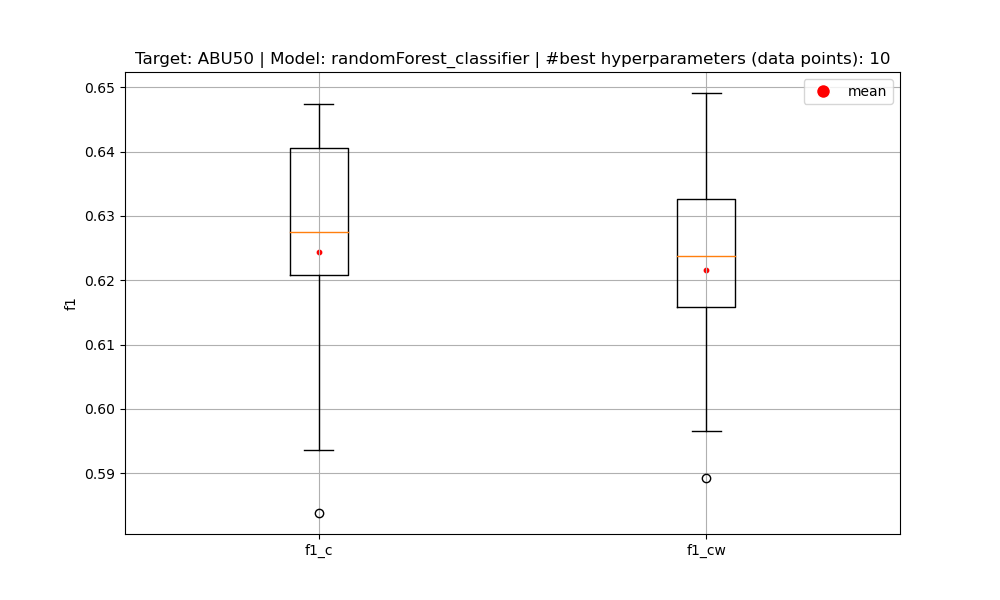 Target: ABU50 | Model: randomForest_classifier | #best hyperparameters (data points): 10
mean
0.65
0.64
0.63
0.62
0.61
0.60
0.59
f1
f1_c
f1_cw